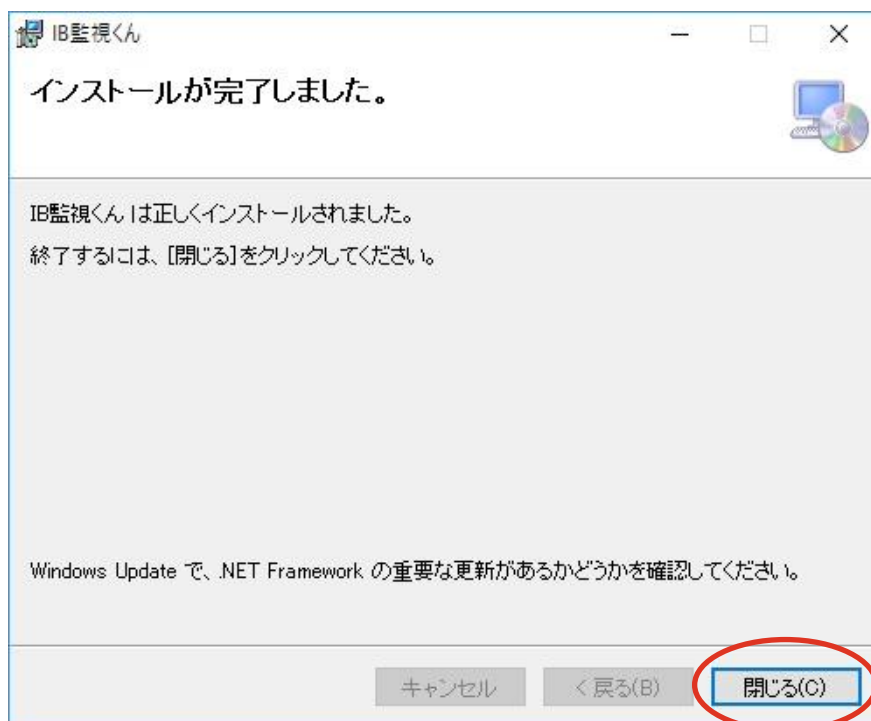 IB監視くん
インストールが完了しました。
IB監視くん は正しくインストールされました。
終了するには、[閉じる]をクリックしてください。
Windows Update で、.NET Framework の重要な更新があるかどうかを確認してください。
キャンセル
< 戻る(B)
閉じる(C)